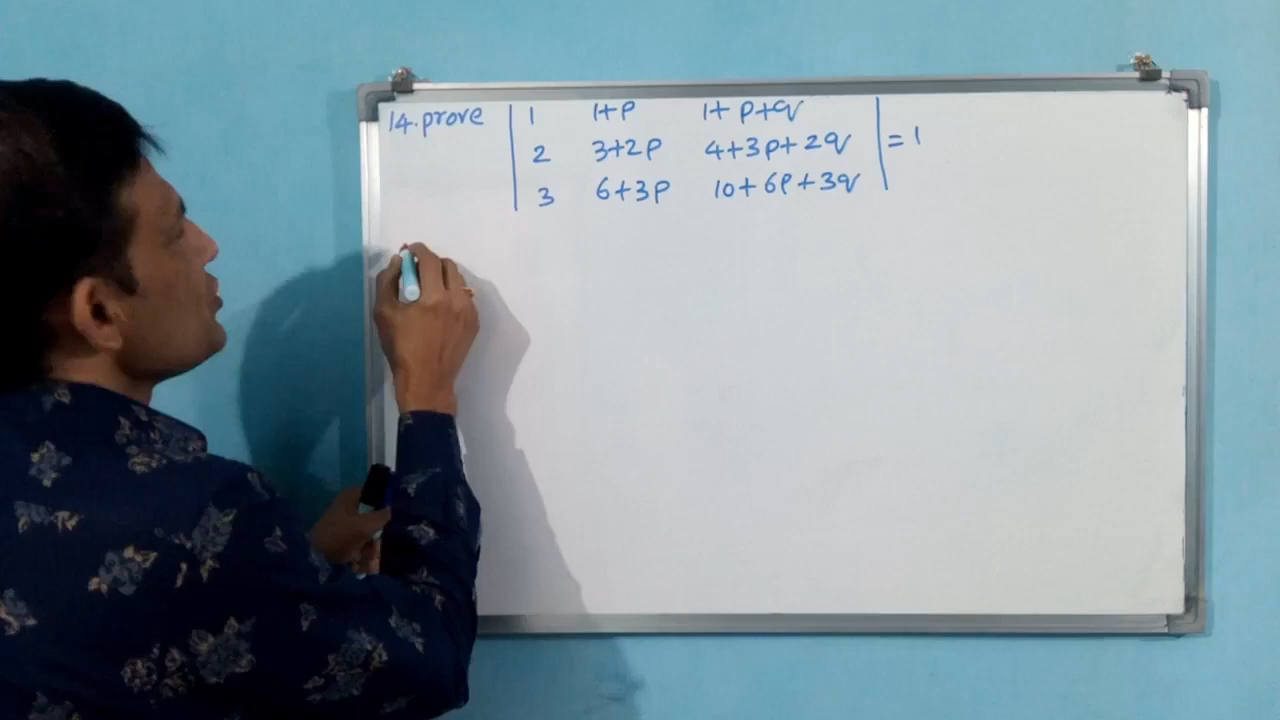 14. prove | 1 1+p 1+p+q |
| 2 3+2p 4+3p+2q | = 1
| 3 6+3p 10+6p+3q |